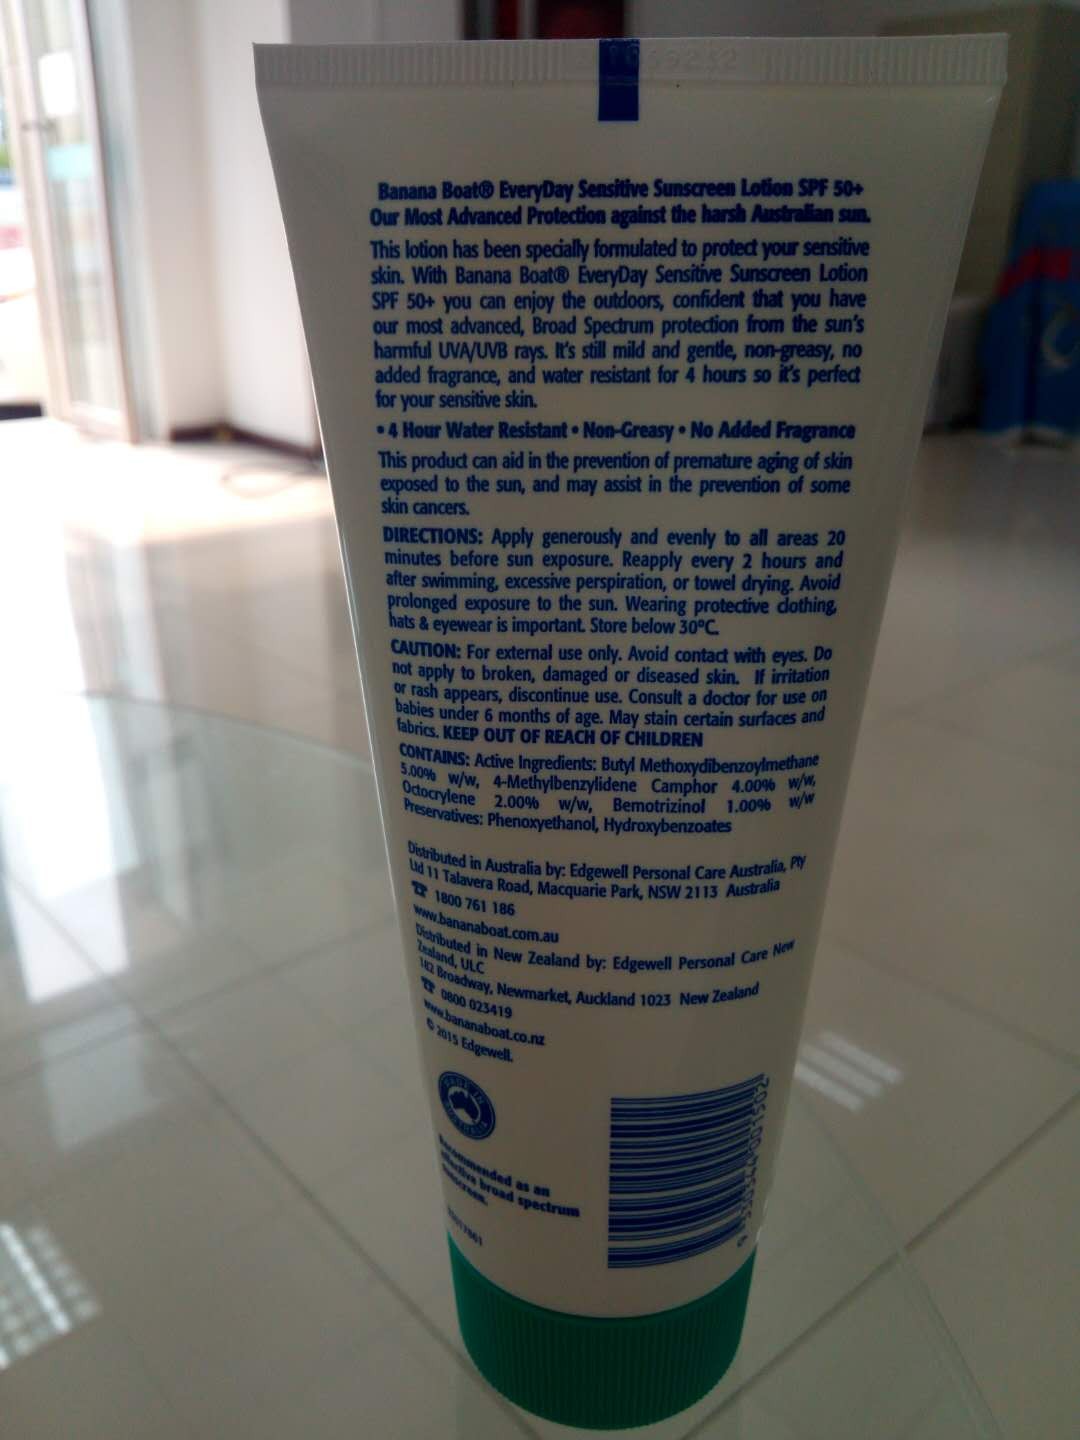 Banana Boat® EveryDay Sensitive Sunscreen Lotion SPF 50+
Our Most Advanced Protection against the harsh Australian sun.
This lotion has been specially formulated to protect your sensitive
skin. With Banana Boat® EveryDay Sensitive Sunscreen Lotion
SPF 50+ you can enjoy the outdoors, confident that you have
our most advanced, Broad Spectrum protection from the sun's
harmful UVA/UVB rays. It's still mild and gentle, non-greasy, no
added fragrance, and water resistant for 4 hours so it's perfect
for your sensitive skin.
• 4 Hour Water Resistant • Non-Greasy • No Added Fragrance
This product can aid in the prevention of premature aging of skin
exposed to the sun, and may assist in the prevention of some
skin cancers.
DIRECTIONS: Apply generously and evenly to all areas 20
minutes before sun exposure. Reapply every 2 hours and
after swimming, excessive perspiration, or towel drying. Avoid
prolonged exposure to the sun. Wearing protective clothing,
hats & eyewear is important. Store below 30°C.
CAUTION: For external use only. Avoid contact with eyes. Do
not apply to broken, damaged or diseased skin. If irritation
or rash appears, discontinue use. Consult a doctor for use on
babies under 6 months of age. May stain certain surfaces and
fabrics. KEEP OUT OF REACH OF CHILDREN
CONTAINS: Active Ingredients: Butyl Methoxydibenzoylmethane
5.00% w/w, 4-Methylbenzylidene Camphor 4.00% w/w,
Octocrylene 2.00% w/w, Bemotrizinol 1.00% w/w
Preservatives: Phenoxyethanol, Hydroxybenzoates
Distributed in Australia by: Edgewell Personal Care Australia, Pty
Ltd 11 Talavera Road, Macquarie Park, NSW 2113 Australia
☎ 1800 761 186
www.bananaboat.com.au
Distributed in New Zealand by: Edgewell Personal Care New
Zealand, ULC
182 Broadway, Newmarket, Auckland 1023 New Zealand
☎ 0800 023419
www.bananaboat.co.nz
© 2015 Edgewell.
MADE IN
AUSTRALIA
Recommended as an
effective broad spectrum
sunscreen.